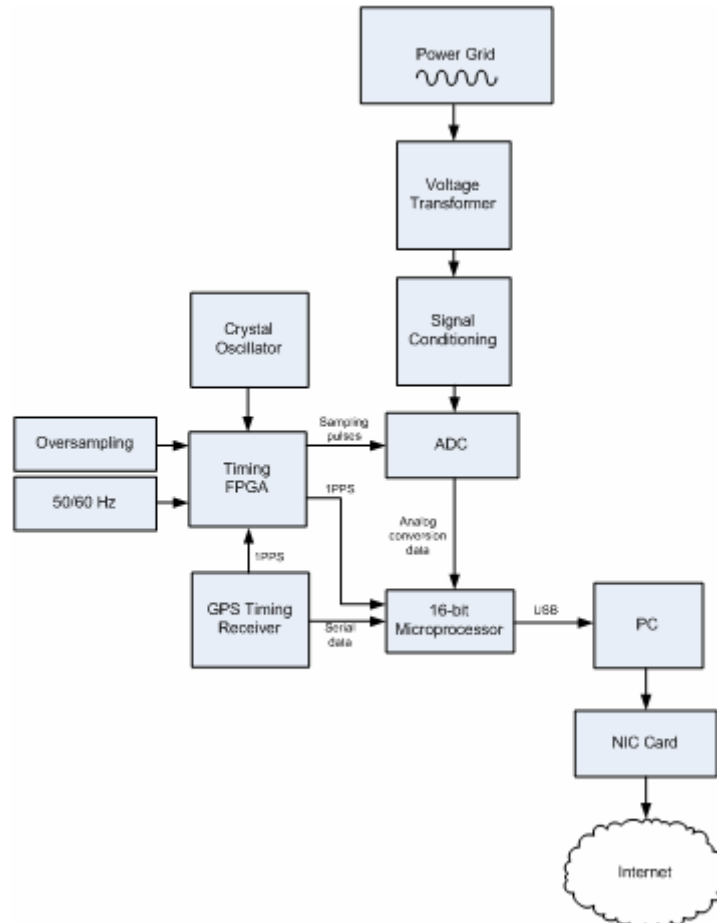 Power Grid
Voltage
Transformer
Signal
Conditioning
Crystal
Oscillator
Sampling
pulses
Oversampling
Timing
FPGA
ADC
50/60 Hz
1PPS
Analog
conversion
data
1PPS
GPS Timing
Receiver
Serial
data
16-bit
Microprocessor
USB
PC
NIC Card
Internet